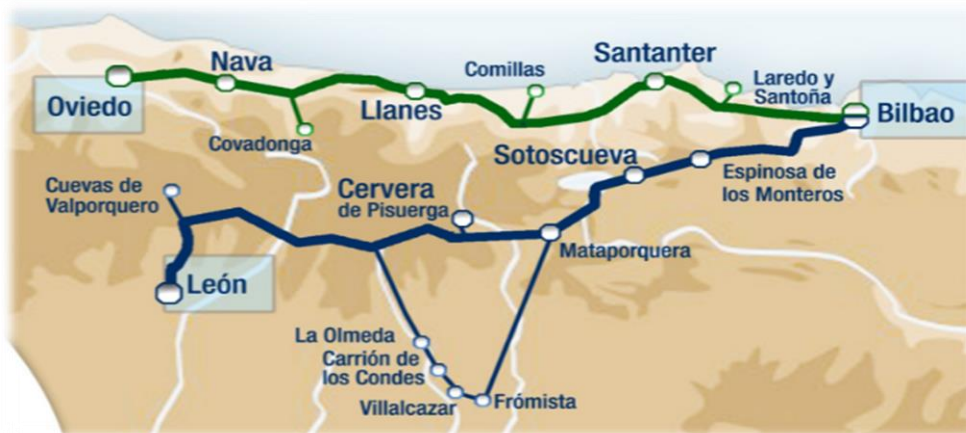 Santanter
Nava
Comillas
Laredo y
Santoña
Oviedo
Llanes
Bilbao
Covadonga
Sotoscueva
Espinosa de
los Monteros
Cuevas de
Valporquero
Cervera
de Pisuerga
Mataporquera
León
La Olmeda
Carrión de
los Condes
Villalcazar
Frómista